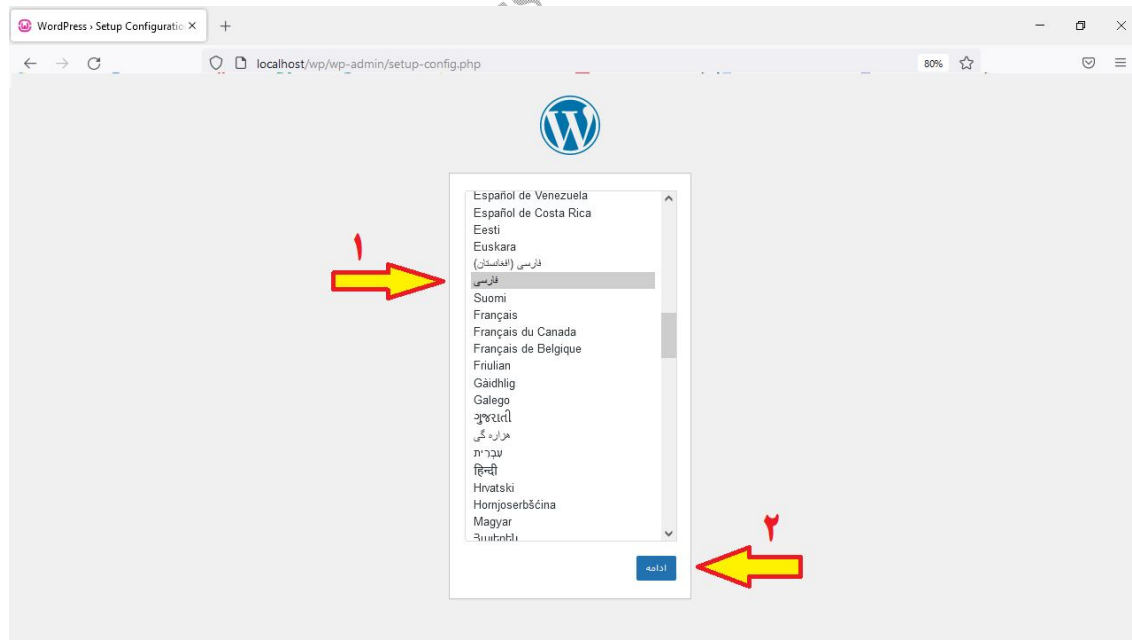 WordPress › Setup Configuratio
localhost/wp/wp-admin/setup-config.php
80%
Español de Venezuela
Español de Costa Rica
Eesti
Euskara
فارسی (افغانستان)
۱
فارسی
Suomi
Français
Français du Canada
Français de Belgique
Friulian
Gàidhlig
Galego
ગુજરાતી
هزاره گی
עִבְרִית
हिन्दी
Hrvatski
Hornjoserbšćina
Magyar
Հայերեն
۲
ادامه